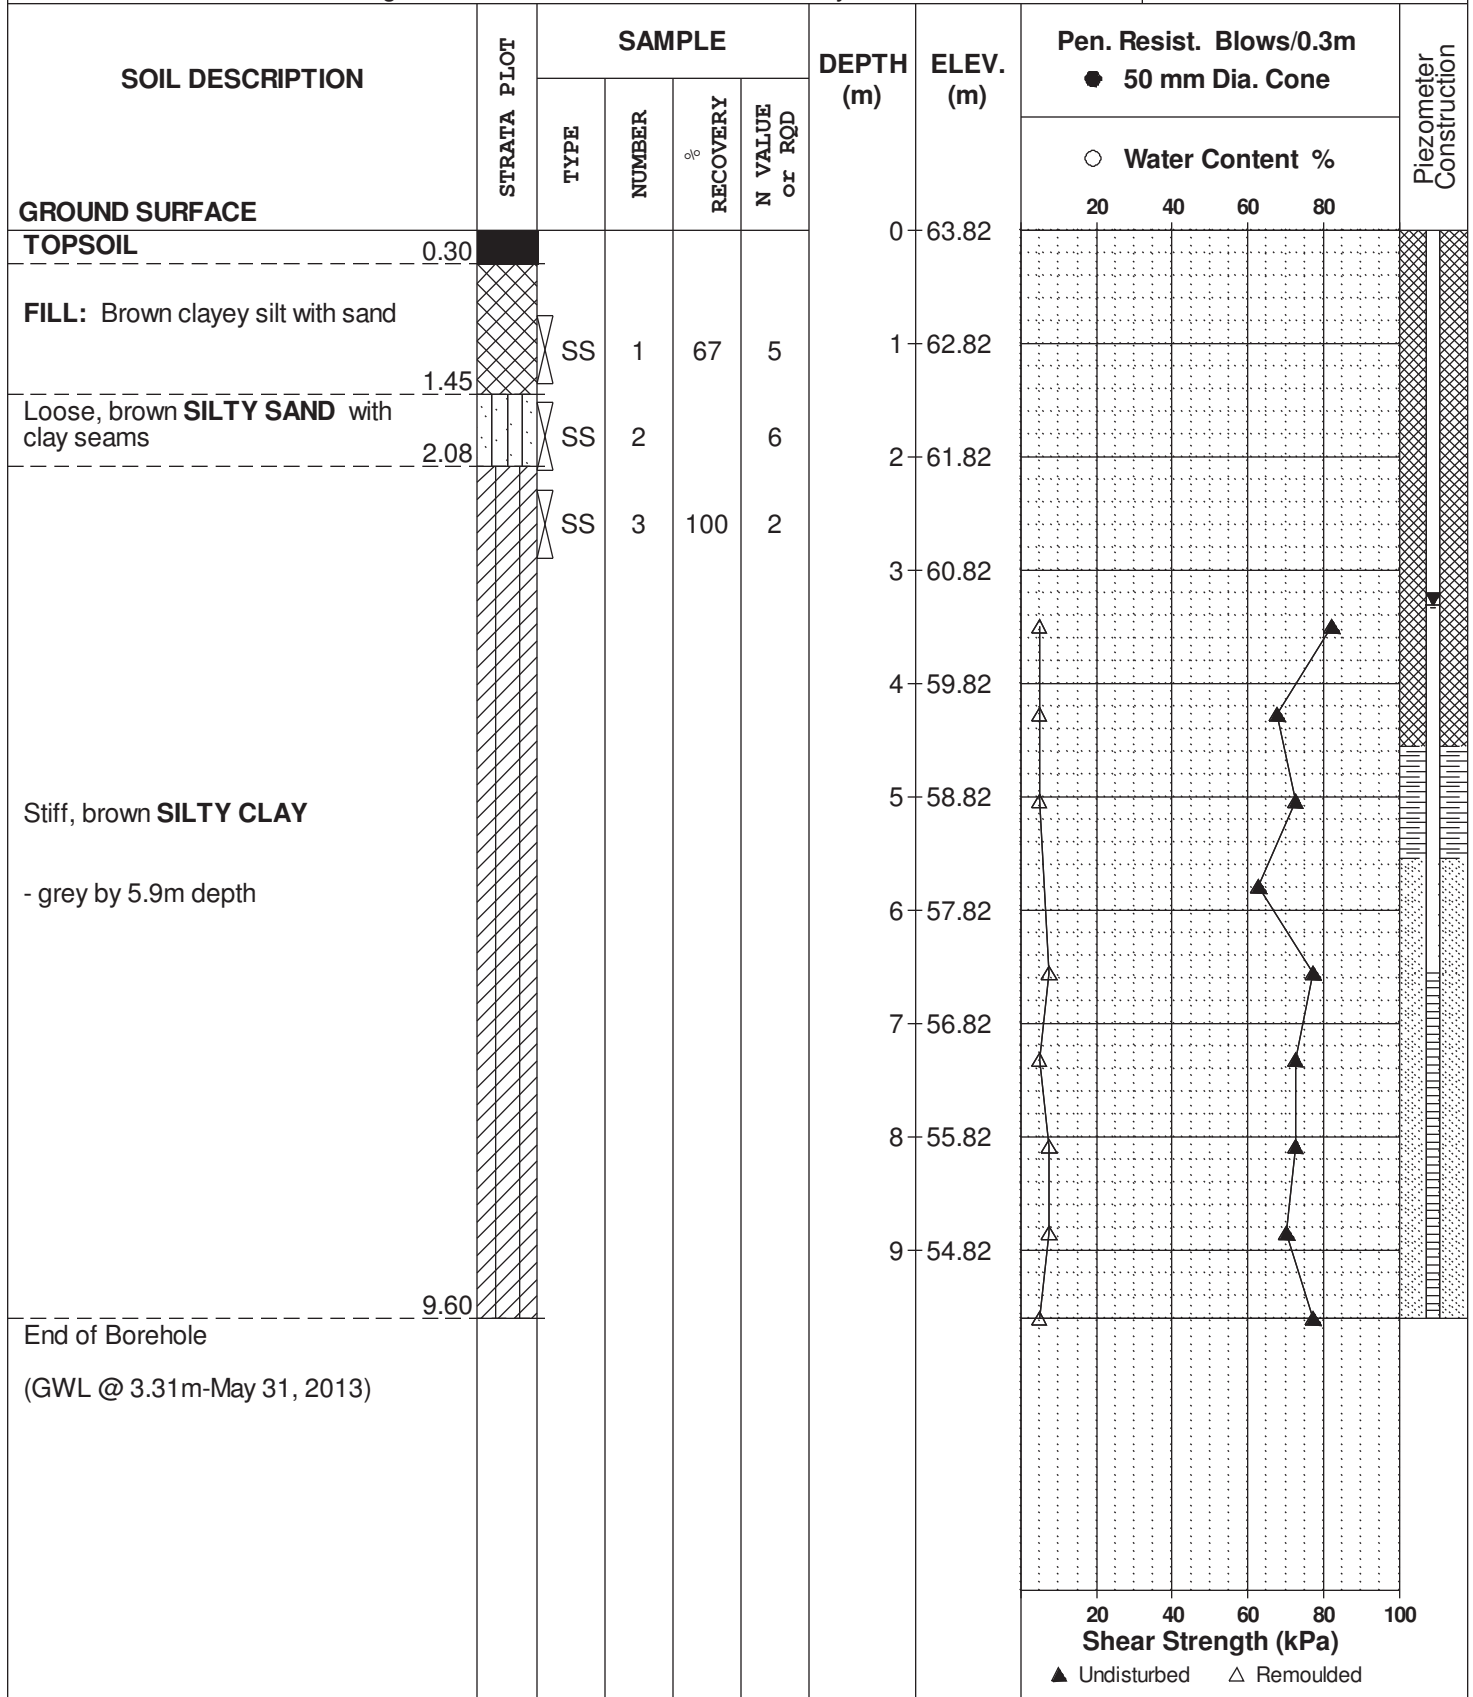 SOIL DESCRIPTION
GROUND SURFACE
STRATA PLOT
SAMPLE
TYPE
NUMBER
%
RECOVERY
N VALUE
or RQD
DEPTH
(m)
ELEV.
(m)
Pen. Resist. Blows/0.3m
● 50 mm Dia. Cone
○ Water Content %
20 40 60 80
Piezometer
Construction
0 63.82
TOPSOIL
0.30
FILL: Brown clayey silt with sand
SS 1 67 5
1 62.82
1.45
Loose, brown SILTY SAND with
clay seams
SS 2 6
2.08
2 61.82
SS 3 100 2
3 60.82
4 59.82
5 58.82
Stiff, brown SILTY CLAY
- grey by 5.9m depth
6 57.82
7 56.82
8 55.82
9 54.82
9.60
End of Borehole
(GWL @ 3.31m-May 31, 2013)
20 40 60 80 100
Shear Strength (kPa)
▲ Undisturbed △ Remoulded